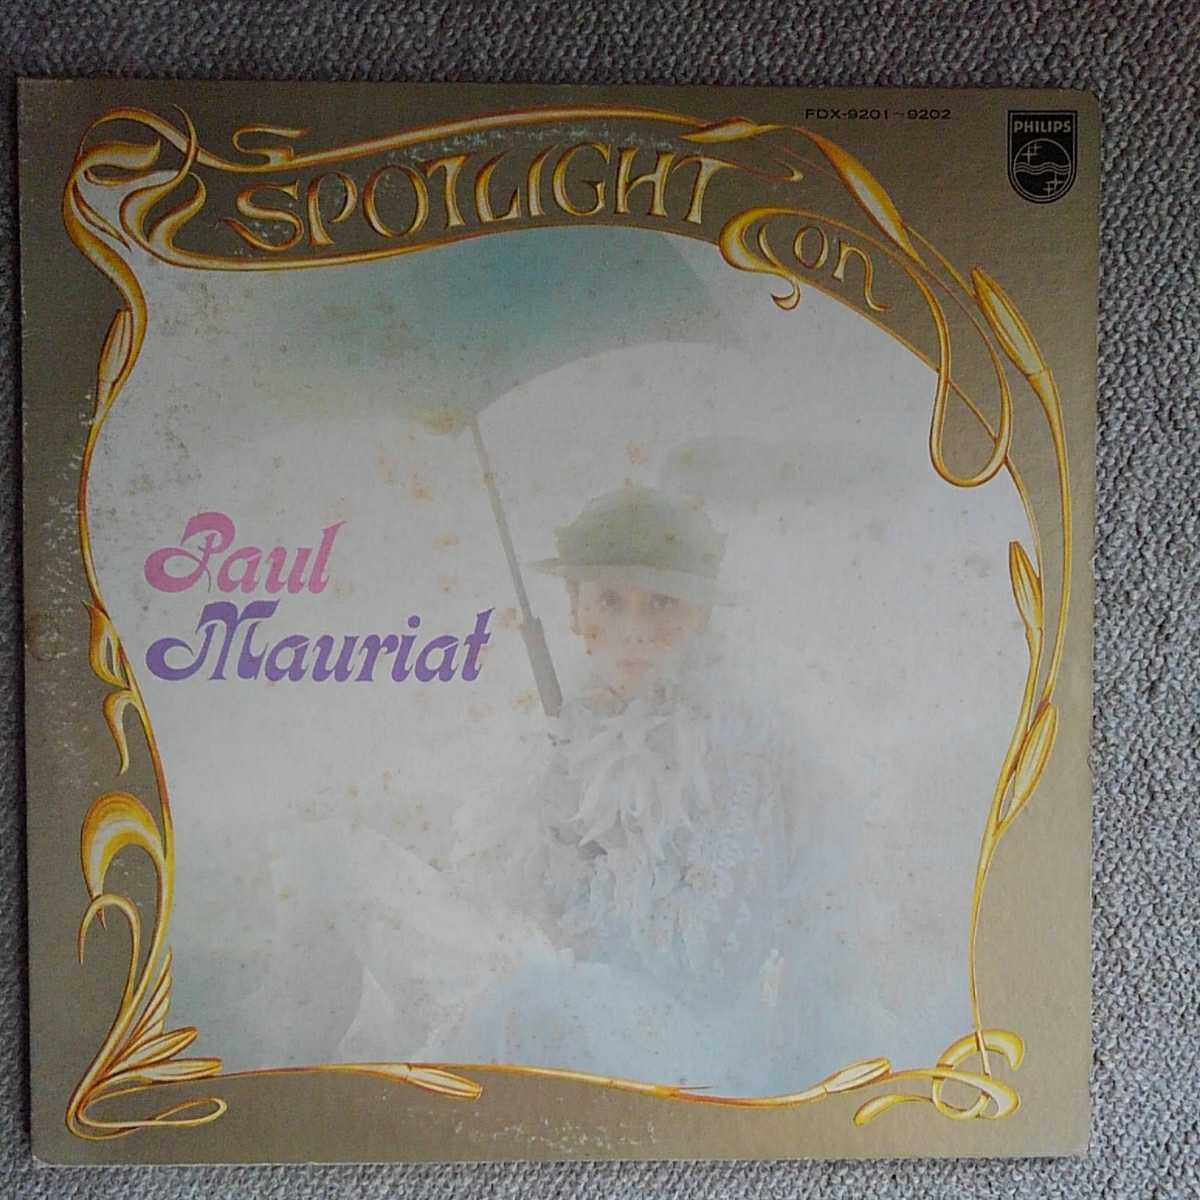 FDX-9201~9202
PHILIPS
SPOTLIGHT on
Paul
Mauriat